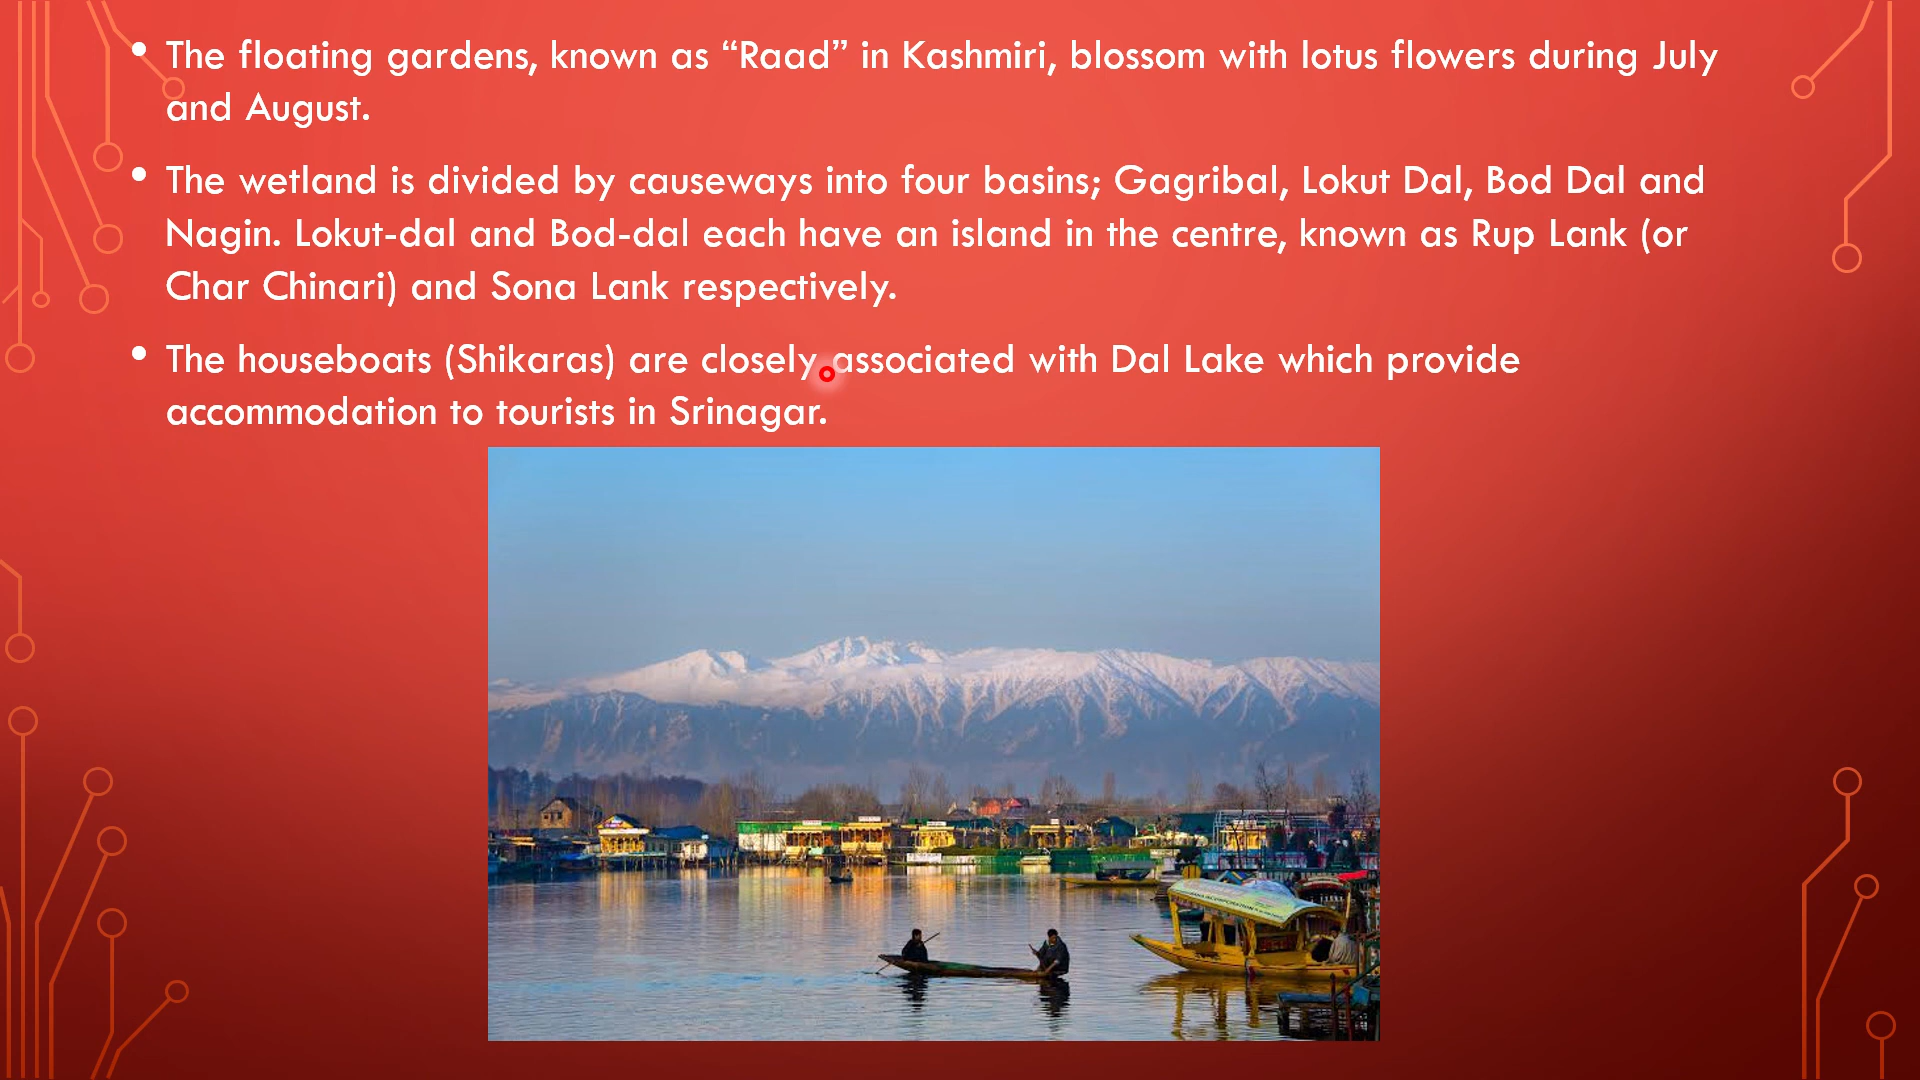 • The floating gardens, known as “Raad” in Kashmiri, blossom with lotus flowers during July
and August.
• The wetland is divided by causeways into four basins; Gagribal, Lokut Dal, Bod Dal and
Nagin. Lokut-dal and Bod-dal each have an island in the centre, known as Rup Lank (or
Char Chinari) and Sona Lank respectively.
• The houseboats (Shikaras) are closely associated with Dal Lake which provide
accommodation to tourists in Srinagar.